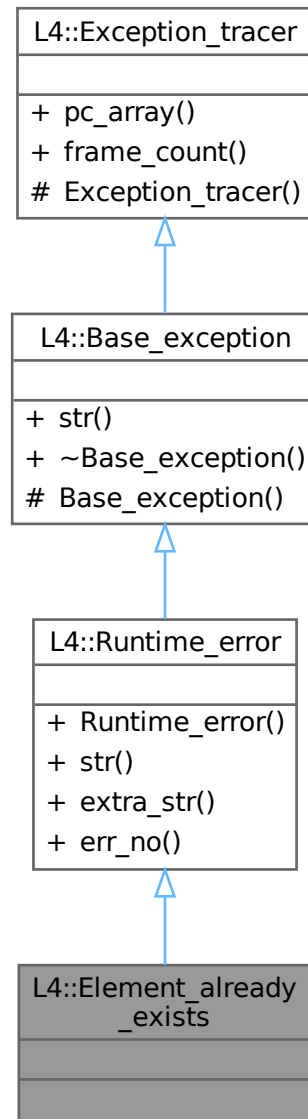 L4::Exception_tracer
+ pc_array()
+ frame_count()
# Exception_tracer()
L4::Base_exception
+ str()
+ ~Base_exception()
# Base_exception()
L4::Runtime_error
+ Runtime_error()
+ str()
+ extra_str()
+ err_no()
L4::Element_already
_exists